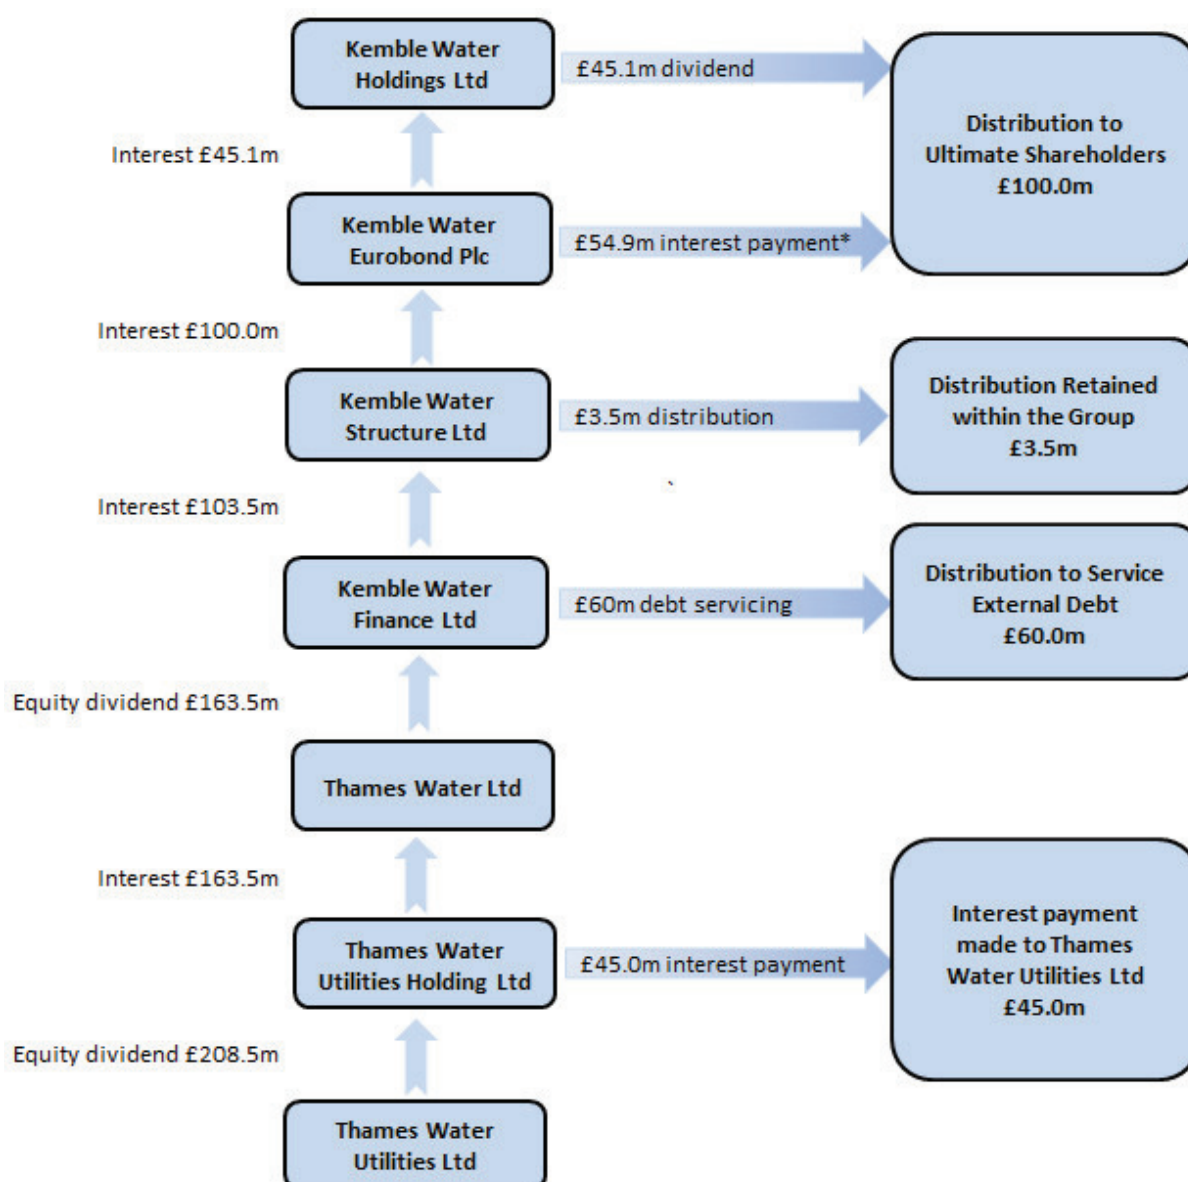 Kemble Water
Holdings Ltd
£45.1m dividend
Distribution to
Ultimate Shareholders
£100.0m
Interest £45.1m
Kemble Water
Eurobond Plc
£54.9m interest payment*
Interest £100.0m
Kemble Water
Structure Ltd
£3.5m distribution
Distribution Retained
within the Group
£3.5m
`
Interest £103.5m
Kemble Water
Finance Ltd
£60m debt servicing
Distribution to Service
External Debt
£60.0m
Equity dividend £163.5m
Thames Water Ltd
Interest £163.5m
Thames Water
Utilities Holding Ltd
£45.0m interest payment
Interest payment
made to Thames
Water Utilities Ltd
£45.0m
Equity dividend £208.5m
Thames Water
Utilities Ltd